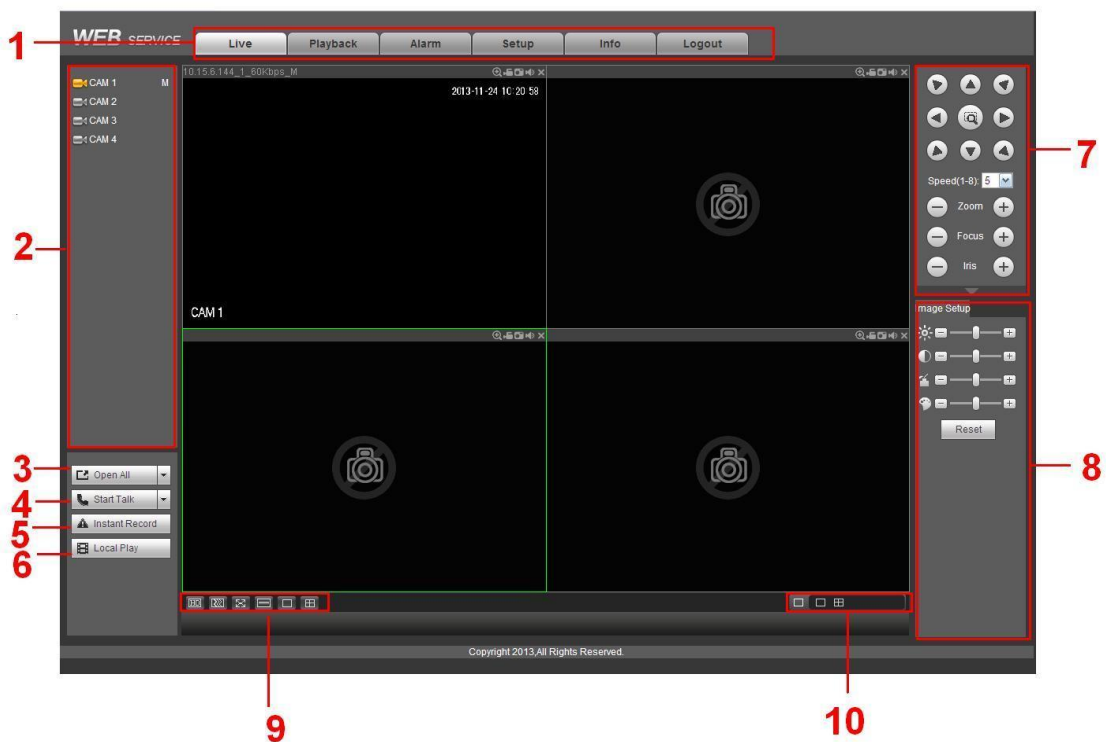 WEB SERVICE
Live Playback Alarm Setup Info Logout
1
10.15.6.144_1_60Kbps_M
2013-11-24 10:20:58
CAM 1 M
CAM 2
CAM 3
CAM 4
2
CAM 1
7
Speed(1-8): 5
Zoom
Focus
Iris
mage Setup
Reset
8
3
Open All
4
Start Talk
5
Instant Record
6
Local Play
Copyright 2013,All Rights Reserved.
9
10